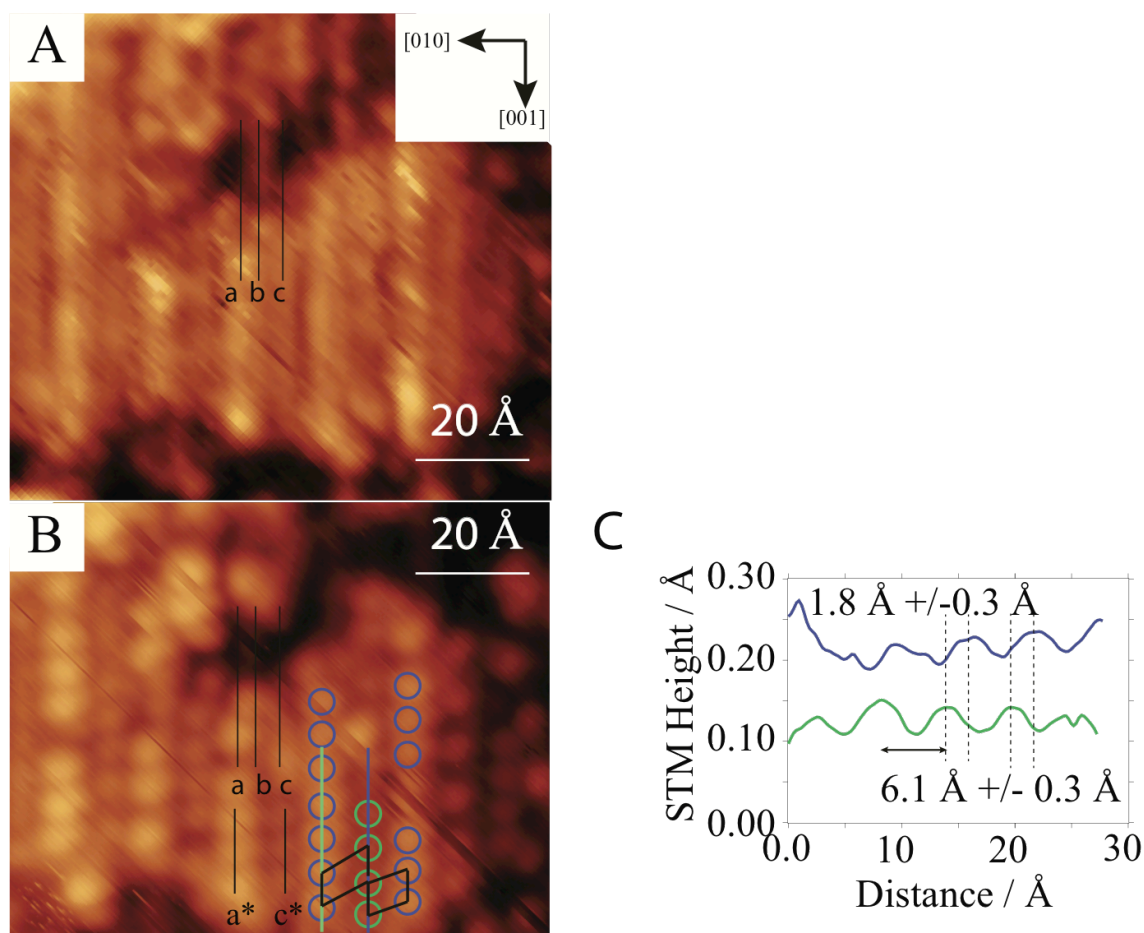 A
[010]
[001]
a b c
20 Å
B
20 Å
a b c
a* c*
C
STM Height / Å
0.30
0.20
0.10
0.00
1.8 Å +/-0.3 Å
6.1 Å +/- 0.3 Å
0.0 10 20 30
Distance / Å